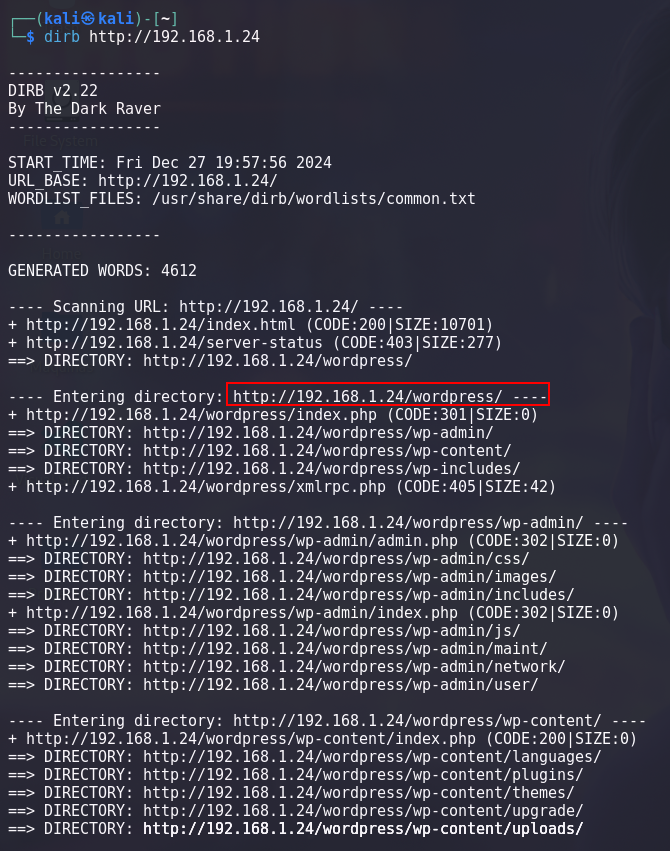 ┌──(kali㉿kali)-[~]
└─$ dirb http://192.168.1.24
-----------------
DIRB v2.22
By The Dark Raver
-----------------
START_TIME: Fri Dec 27 19:57:56 2024
URL_BASE: http://192.168.1.24/
WORDLIST_FILES: /usr/share/dirb/wordlists/common.txt
-----------------
GENERATED WORDS: 4612
---- Scanning URL: http://192.168.1.24/ ----
+ http://192.168.1.24/index.html (CODE:200|SIZE:10701)
+ http://192.168.1.24/server-status (CODE:403|SIZE:277)
==> DIRECTORY: http://192.168.1.24/wordpress/
---- Entering directory: http://192.168.1.24/wordpress/ ----
+ http://192.168.1.24/wordpress/index.php (CODE:301|SIZE:0)
==> DIRECTORY: http://192.168.1.24/wordpress/wp-admin/
==> DIRECTORY: http://192.168.1.24/wordpress/wp-content/
==> DIRECTORY: http://192.168.1.24/wordpress/wp-includes/
+ http://192.168.1.24/wordpress/xmlrpc.php (CODE:405|SIZE:42)
---- Entering directory: http://192.168.1.24/wordpress/wp-admin/ ----
+ http://192.168.1.24/wordpress/wp-admin/admin.php (CODE:302|SIZE:0)
==> DIRECTORY: http://192.168.1.24/wordpress/wp-admin/css/
==> DIRECTORY: http://192.168.1.24/wordpress/wp-admin/images/
==> DIRECTORY: http://192.168.1.24/wordpress/wp-admin/includes/
+ http://192.168.1.24/wordpress/wp-admin/index.php (CODE:302|SIZE:0)
==> DIRECTORY: http://192.168.1.24/wordpress/wp-admin/js/
==> DIRECTORY: http://192.168.1.24/wordpress/wp-admin/maint/
==> DIRECTORY: http://192.168.1.24/wordpress/wp-admin/network/
==> DIRECTORY: http://192.168.1.24/wordpress/wp-admin/user/
---- Entering directory: http://192.168.1.24/wordpress/wp-content/ ----
+ http://192.168.1.24/wordpress/wp-content/index.php (CODE:200|SIZE:0)
==> DIRECTORY: http://192.168.1.24/wordpress/wp-content/languages/
==> DIRECTORY: http://192.168.1.24/wordpress/wp-content/plugins/
==> DIRECTORY: http://192.168.1.24/wordpress/wp-content/themes/
==> DIRECTORY: http://192.168.1.24/wordpress/wp-content/upgrade/
==> DIRECTORY: http://192.168.1.24/wordpress/wp-content/uploads/